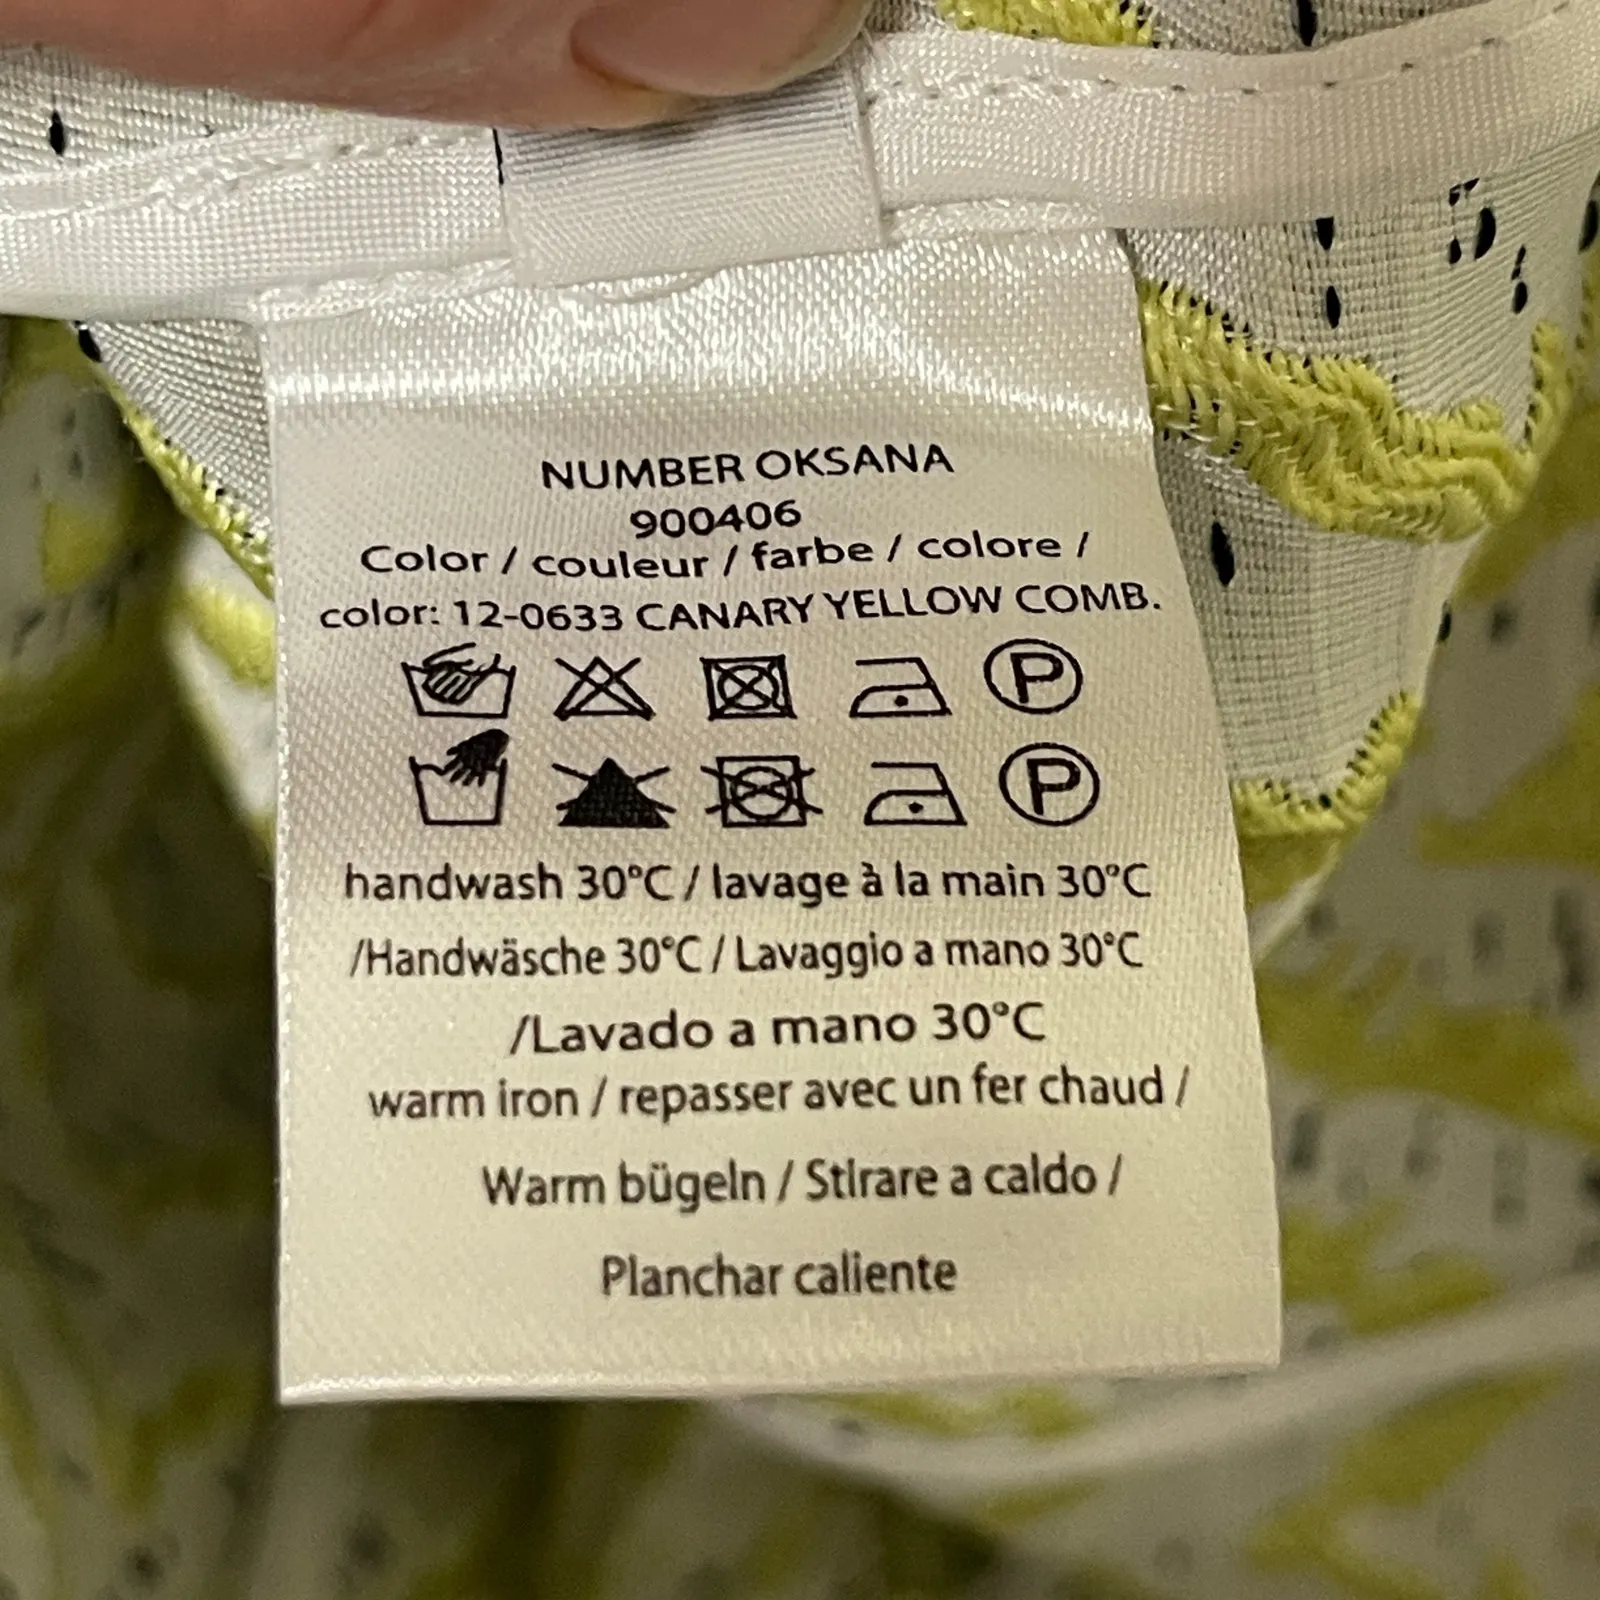 NUMBER OKSANA
900406
Color / couleur / farbe / colore /
color: 12-0633 CANARY YELLOW COMB.
P
P
handwash 30°C / lavage à la main 30°C
/Handwäsche 30°C / Lavaggio a mano 30°C
/Lavado a mano 30°C
warm iron / repasser avec un fer chaud /
Warm bügeln / Stlrare a caldo /
Planchar caliente